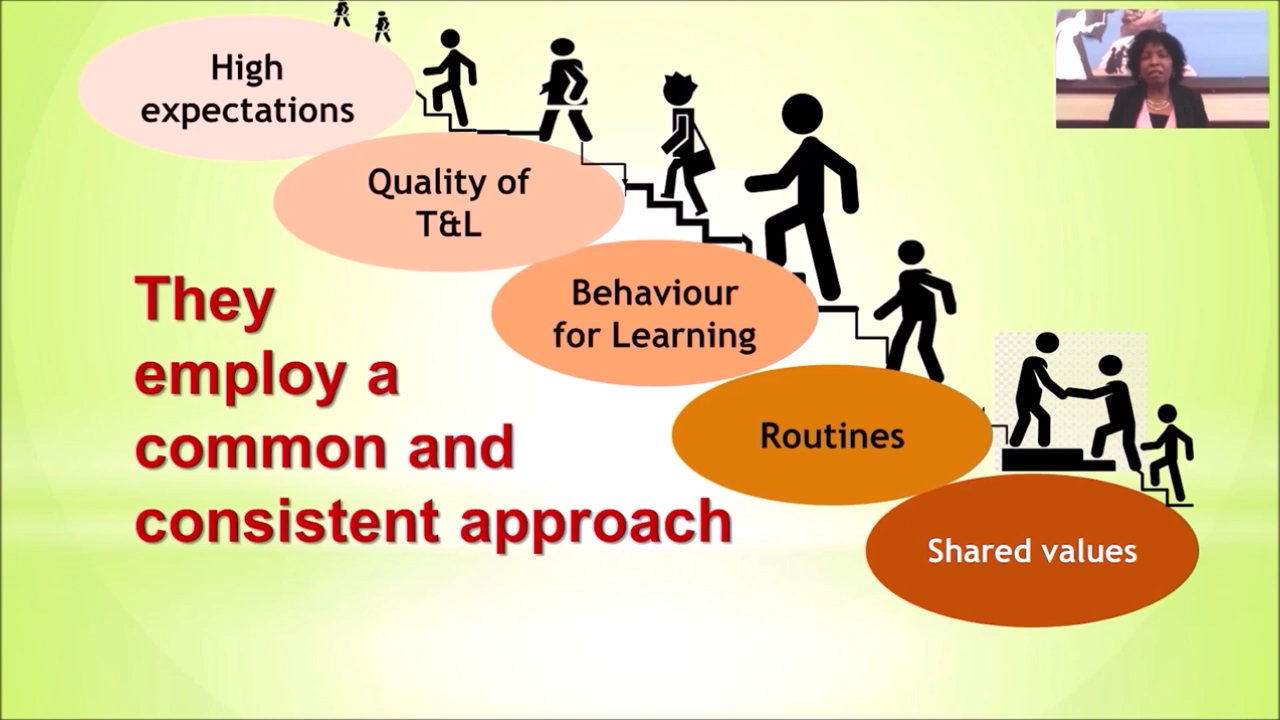 High
expectations
Quality of
T&L
Behaviour
for Learning
Routines
Shared values
They
employ a
common and
consistent approach